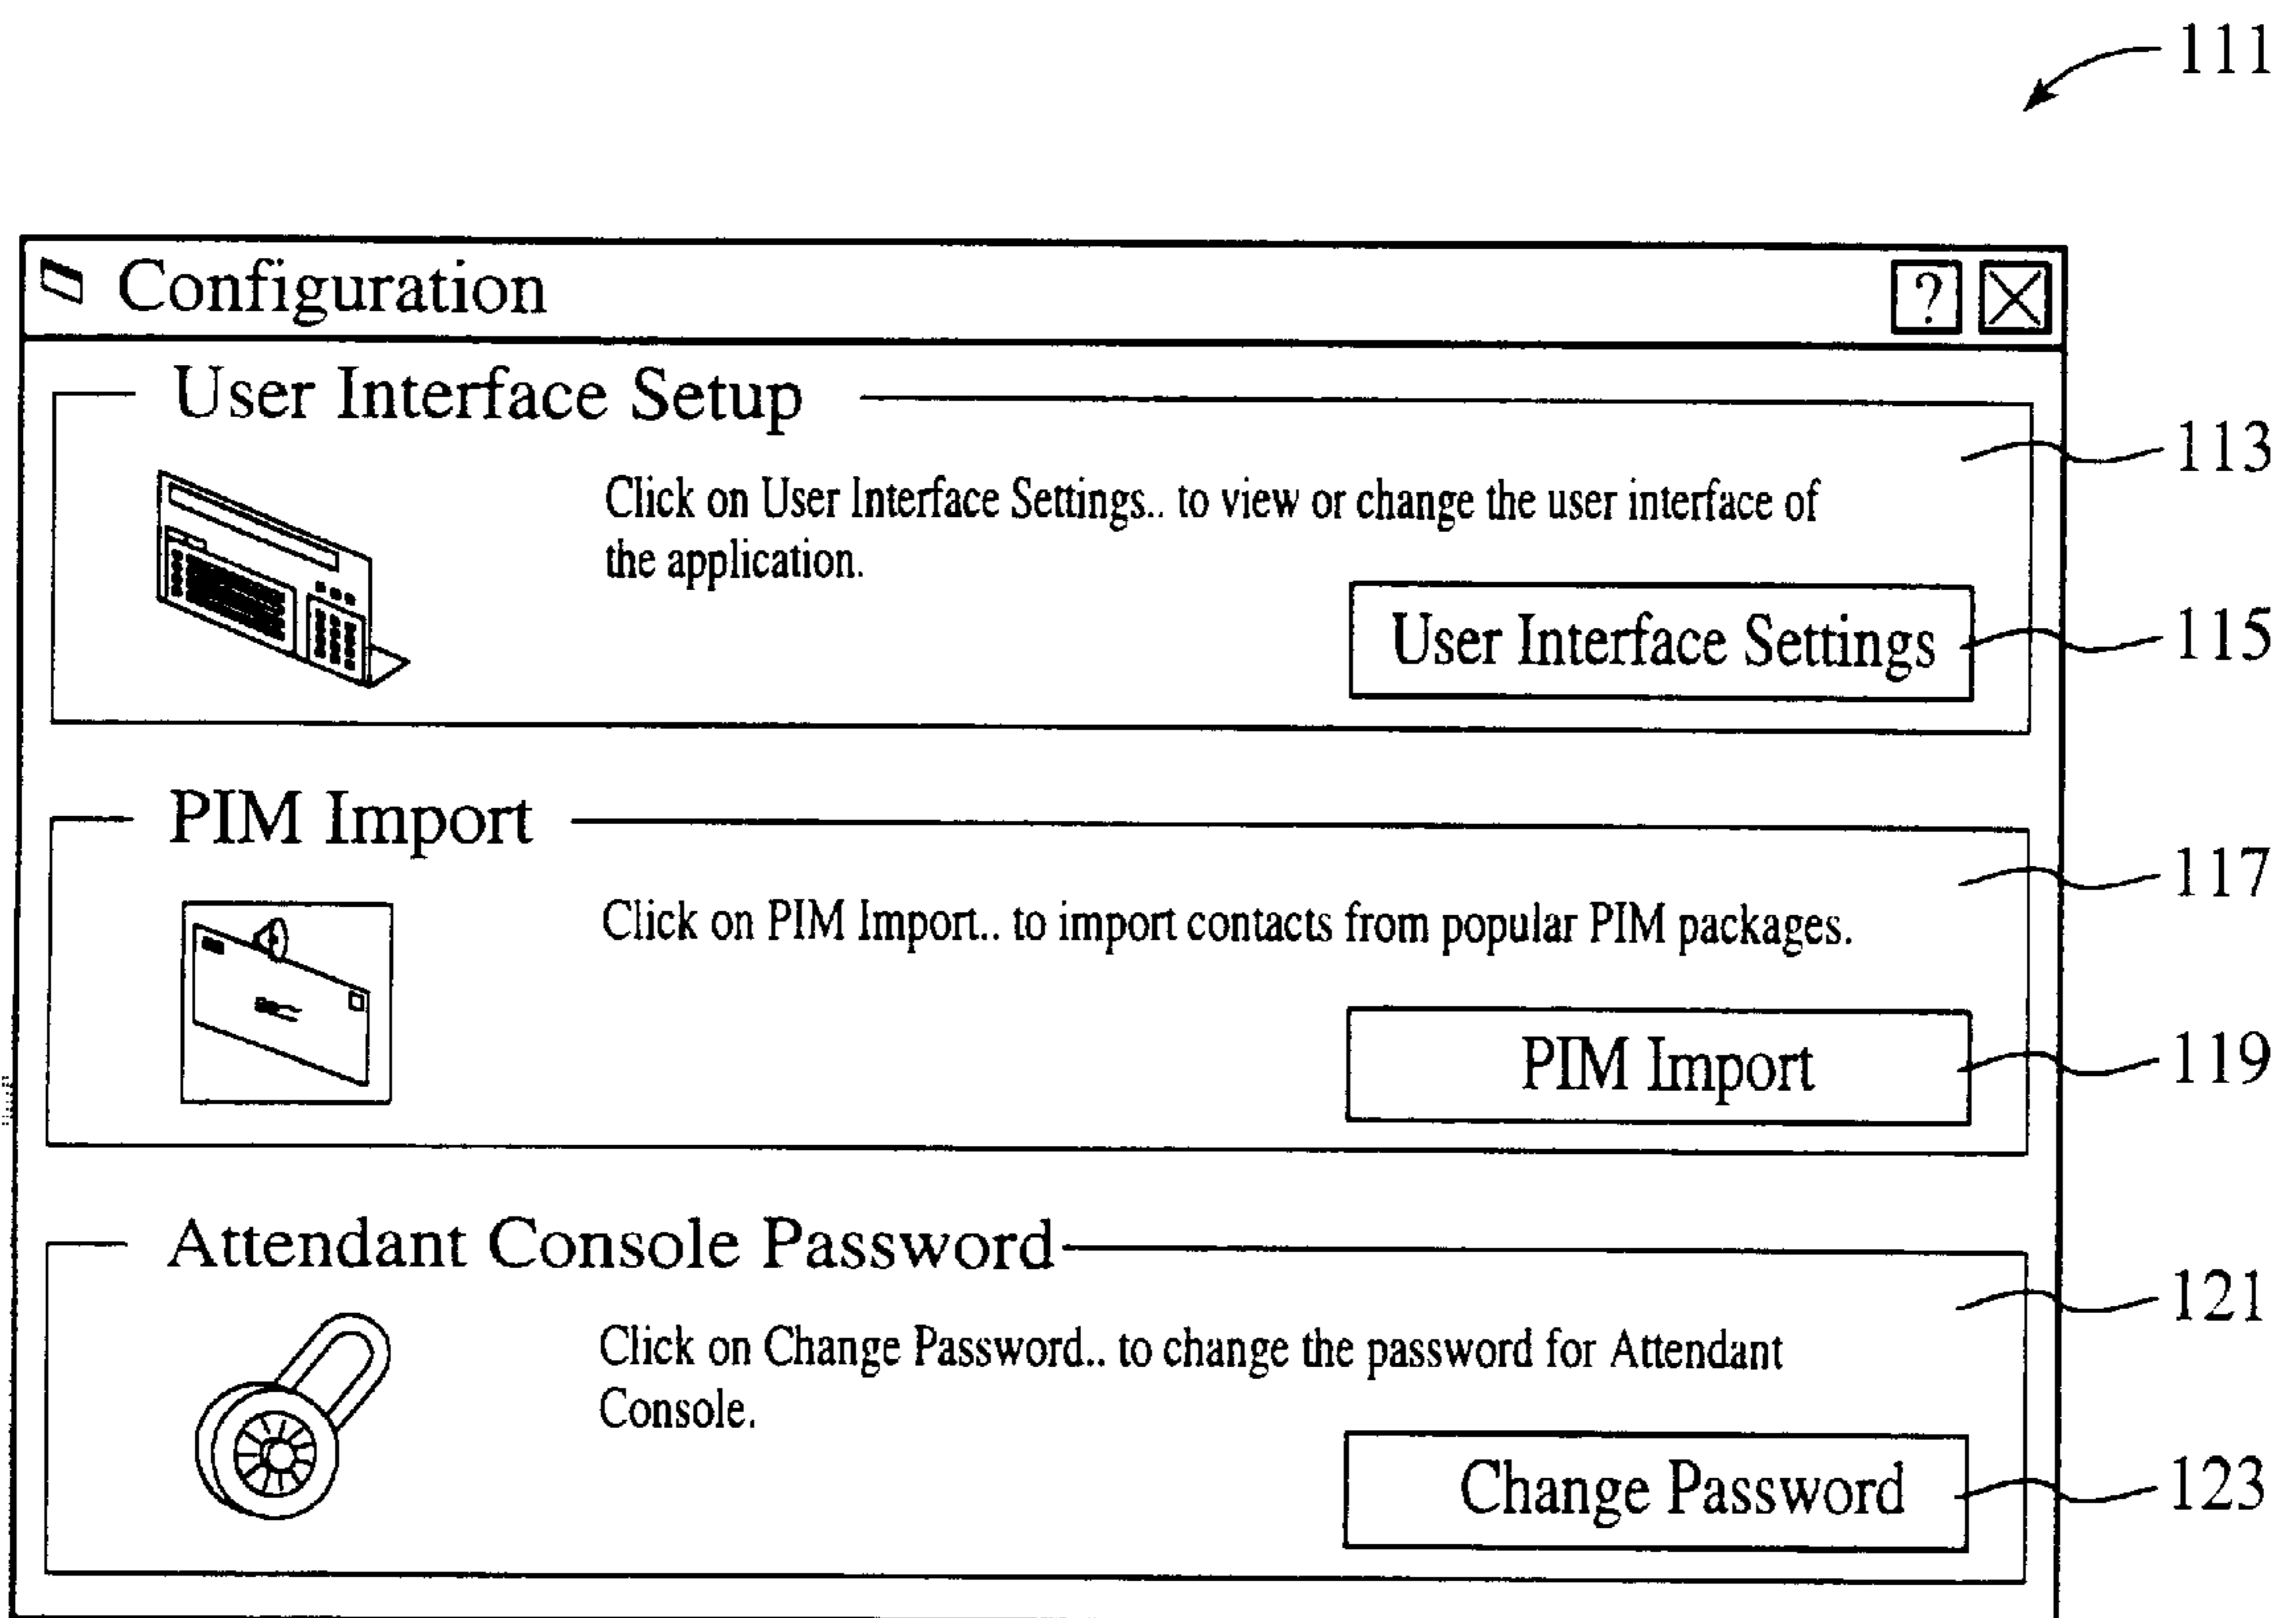 111
Configuration ?
User Interface Setup
113
Click on User Interface Settings.. to view or change the user interface of
the application.
User Interface Settings
115
PIM Import
117
Click on PIM Import.. to import contacts from popular PIM packages.
PIM Import
119
Attendant Console Password
121
Click on Change Password.. to change the password for Attendant
Console.
Change Password
123